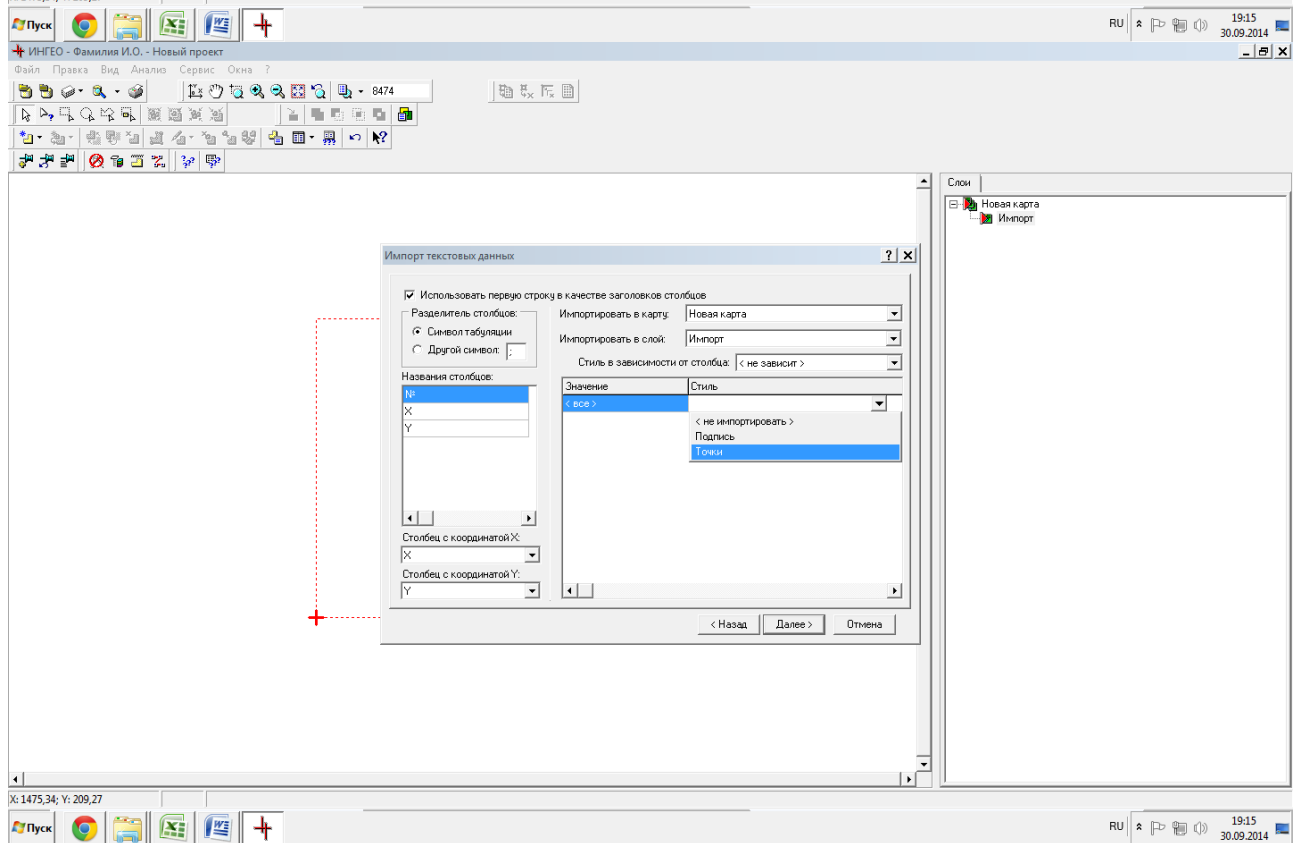 Пуск
RU
19:15
30.09.2014
ИНГЕО - Фамилия И.О. - Новый проект
Файл Правка Вид Анализ Сервис Окна ?
8474
Слои
Новая карта
Импорт
Импорт текстовых данных
Использовать первую строку в качестве заголовков столбцов
Разделитель столбцов:
Символ табуляции
Другой символ: ;
Импортировать в карту: Новая карта
Импортировать в слой: Импорт
Стиль в зависимости от столбца: < не зависит >
Названия столбцов:
№
X
Y
Значение Стиль
< все >
< не импортировать >
Подпись
Точки
Столбец с координатой X:
X
Столбец с координатой Y:
Y
< Назад Далее > Отмена
X: 1475,34; Y: 209,27
Пуск
RU
19:15
30.09.2014